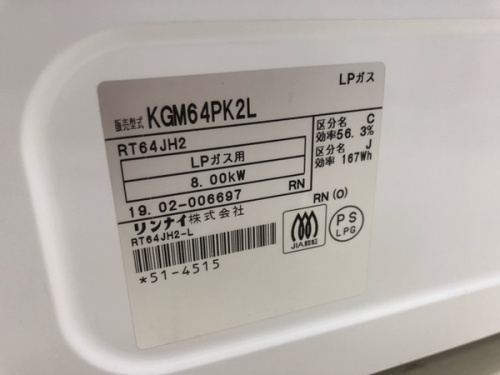 LPガス
販売型式 KGM64PK2L
RT64JH2
LPガス用
8.00kW
19.02-006697 RN
リンナイ株式会社
RT64JH2-L
*51-4515
区分名 C
効率56.3%
区分名 J
効率 167Wh
RN (O)
JIA認証
PS
LPG